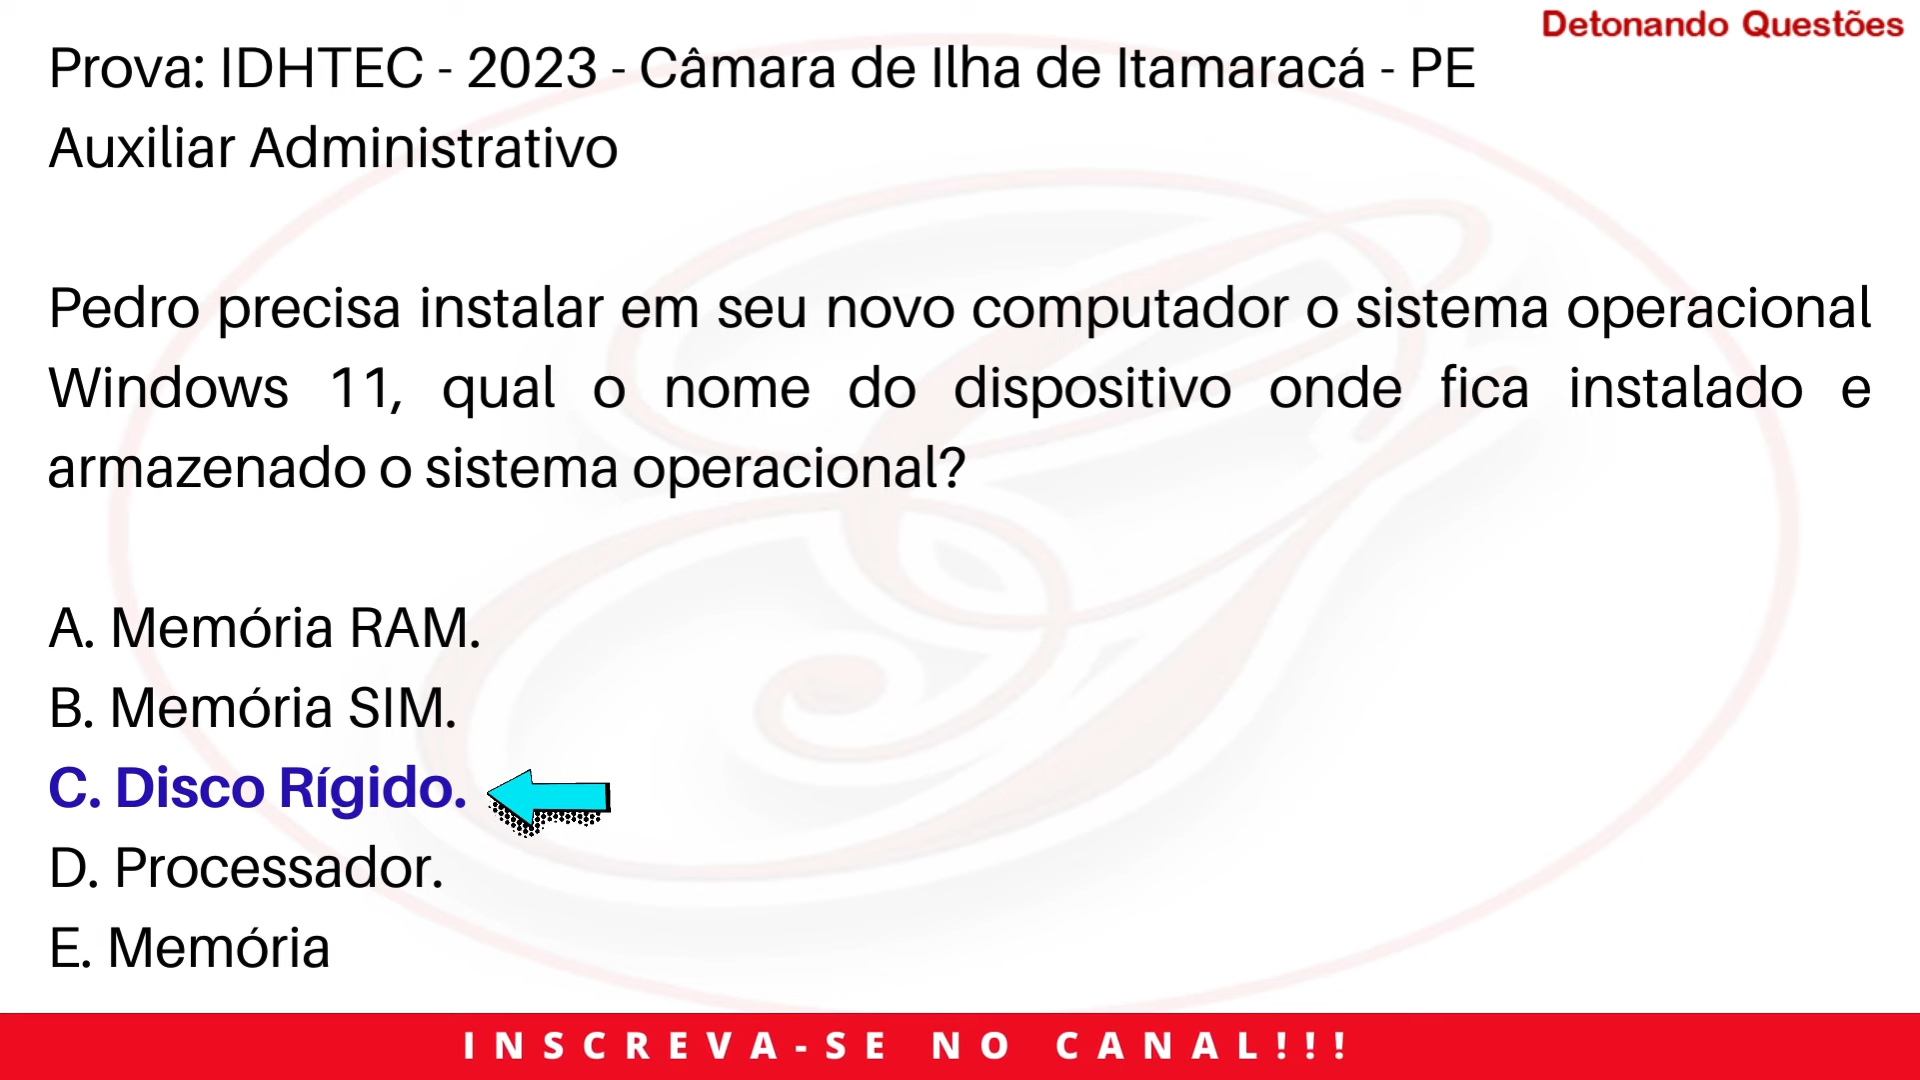 Detonando Questões
Prova: IDHTEC - 2023 - Câmara de Ilha de Itamaracá - PE
Auxiliar Administrativo
Pedro precisa instalar em seu novo computador o sistema operacional
Windows 11, qual o nome do dispositivo onde fica instalado e
armazenado o sistema operacional?
A. Memória RAM.
B. Memória SIM.
C. Disco Rígido.
D. Processador.
E. Memória
INSCREVA-SE NO CANAL!!!